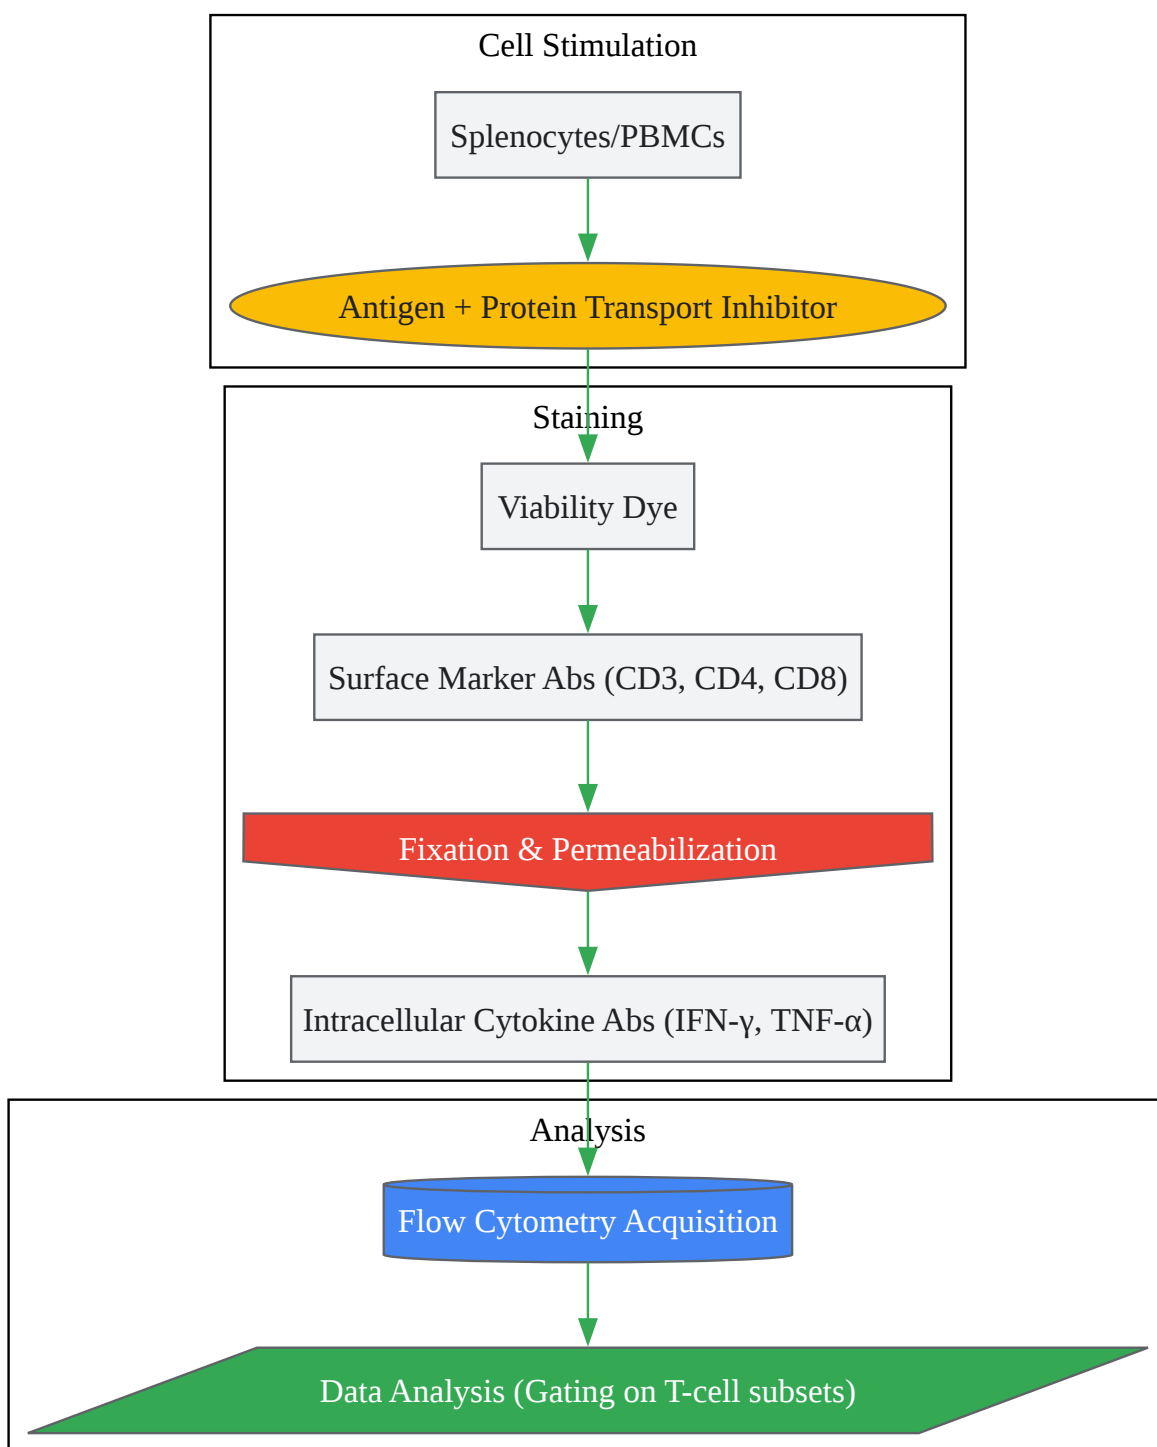 Cell Stimulation
Splenocytes/PBMCs
Antigen + Protein Transport Inhibitor
Staining
Viability Dye
Surface Marker Abs (CD3, CD4, CD8)
Fixation & Permeabilization
Intracellular Cytokine Abs (IFN-γ, TNF-α)
Analysis
Flow Cytometry Acquisition
Data Analysis (Gating on T-cell subsets)